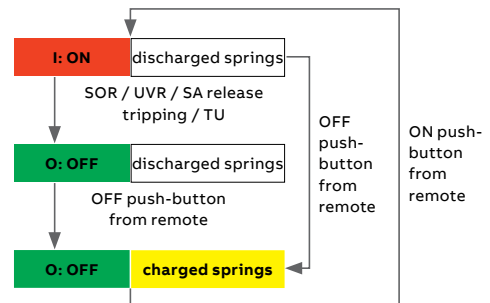 I: ON
discharged springs
SOR / UVR / SA release
tripping / TU
OFF
push-
button
from
remote
ON push-
button
from
remote
O: OFF
discharged springs
OFF push-button
from remote
O: OFF
charged springs